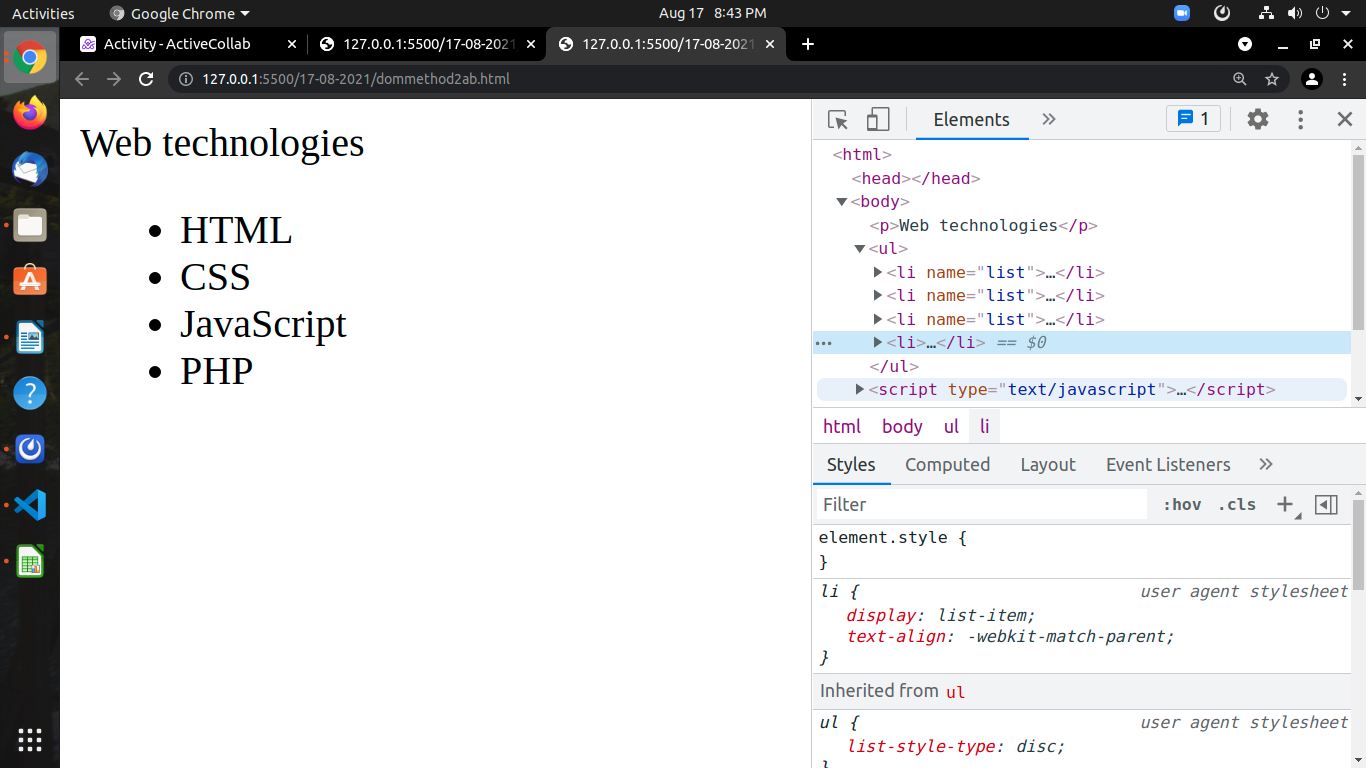 Activities Google Chrome Aug 17 8:43 PM
Activity - ActiveCollab 127.0.0.1:5500/17-08-2021 127.0.0.1:5500/17-08-2021
127.0.0.1:5500/17-08-2021/dommethod2ab.html
Web technologies
• HTML
• CSS
• JavaScript
• PHP
Elements 1
<html>
<head></head>
<body>
<p>Web technologies</p>
<ul>
<li name="list">…</li>
<li name="list">…</li>
<li name="list">…</li>
<li>…</li> == $0
</ul>
<script type="text/javascript">…</script>
html body ul li
Styles Computed Layout Event Listeners
Filter :hov .cls
element.style {
}
li { user agent stylesheet
display: list-item;
text-align: -webkit-match-parent;
}
Inherited from ul
ul { user agent stylesheet
list-style-type: disc;
}